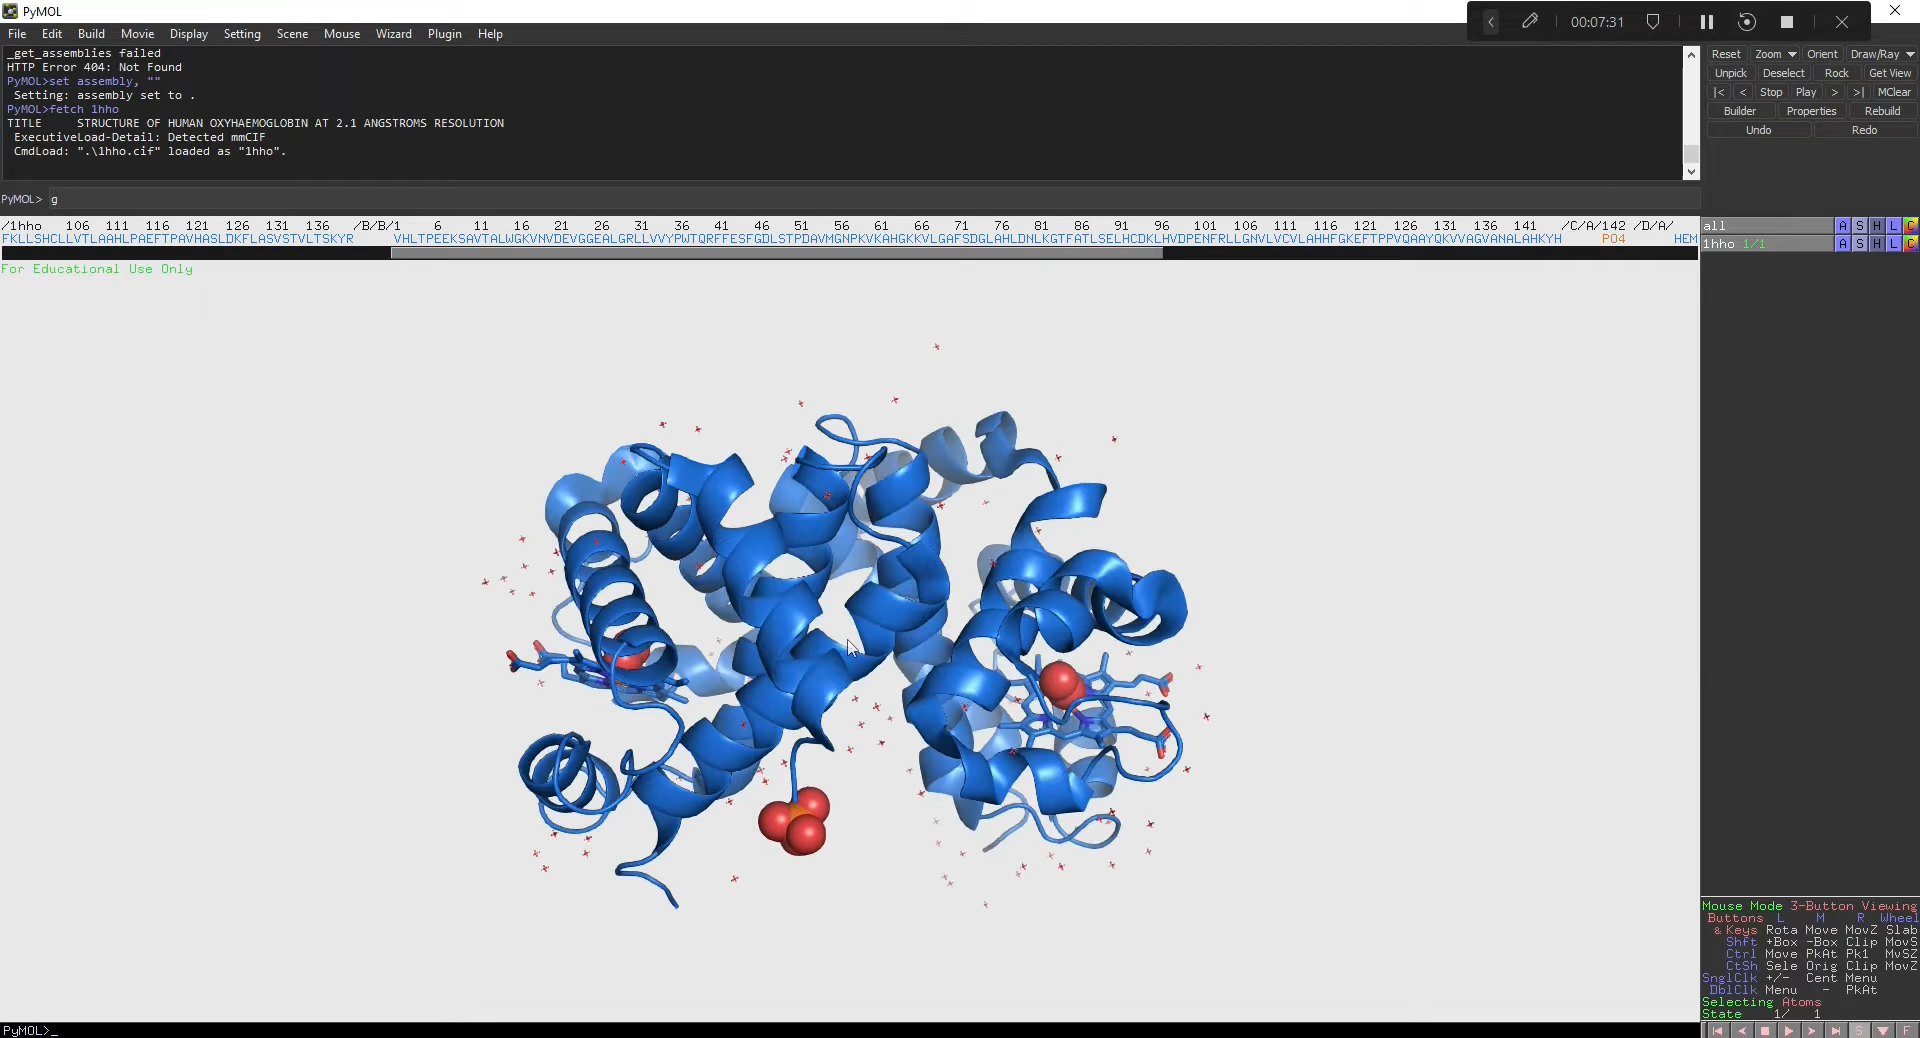 PyMOL
00:07:31
File Edit Build Movie Display Setting Scene Mouse Wizard Plugin Help
_get_assemblies failed
HTTP Error 404: Not Found
PyMOL>set assembly, ""
Setting: assembly set to .
PyMOL>fetch 1hho
TITLE     STRUCTURE OF HUMAN OXYHAEMOGLOBIN AT 2.1 ANGSTROMS RESOLUTION
ExecutiveLoad-Detail: Detected mmCIF
CmdLoad: ".\1hho.cif" loaded as "1hho".
PyMOL> g
Reset Zoom Orient Draw/Ray
Unpick Deselect Rock Get View
|< < Stop Play > >| MClear
Builder Properties Rebuild
Undo Redo
/1hho 106 111 116 121 126 131 136 /B/B/1 6 11 16 21 26 31 36 41 46 51 56 61 66 71 76 81 86 91 96 101 106 111 116 121 126 131 136 141 /C/A/142 /D/A/
FKLLSHCLLVTLAAHLPAEFTPAVHASLDKFLASVSTVLTSKYR VHLTPEEKSAVTALWGKVNVDEVGGEALGRLLVVYPWTQRFFESFGDLSTPDAVMGNPKVKAHGKKVLGAFSDGLAHLDNLKGTFATLSELHCDKLHVDPENFRLLGNVLVCVLAHHFGKEFTPPVQAAYQKVVAGVANALAHKYH PO4 HEM
For Educational Use Only
all A S H L C
1hho 1/1 A S H L C
Mouse Mode 3-Button Viewing
Buttons L M R Wheel
& Keys Rota Move MovZ Slab
Shft +Box -Box Clip MovS
Ctrl Move PkAt Pk1 MvSZ
CtSh Sele Orig Clip MovZ
SnglClk +/- Cent Menu
DblClk Menu - PkAt
Selecting Atoms
State 1/ 1
PyMOL>_
S F